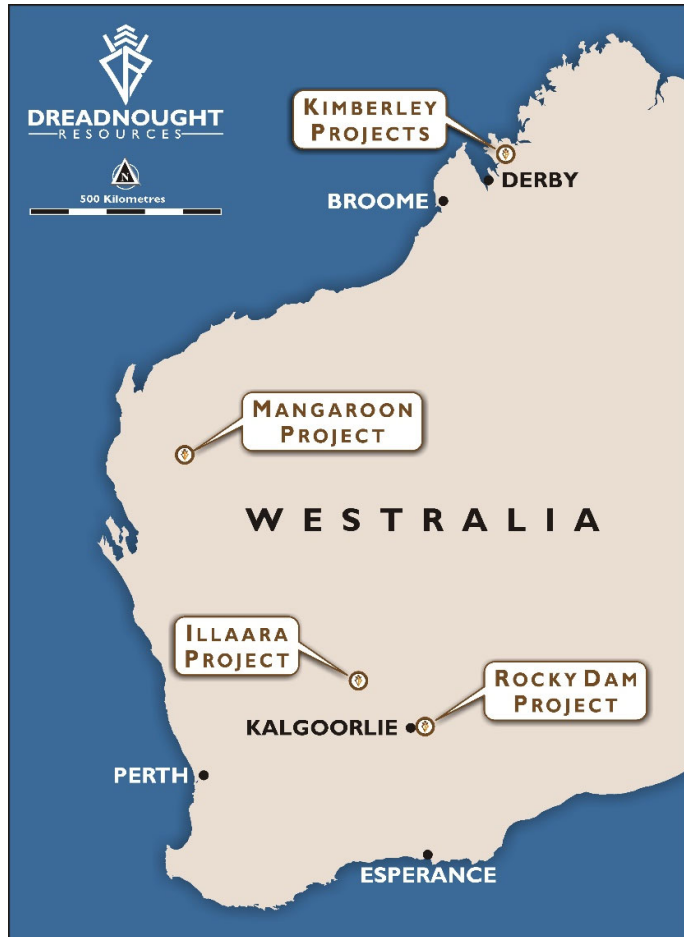 DREADNOUGHT
RESOURCES
N
500 Kilometres
KIMBERLEY
PROJECTS
DERBY
BROOME
MANGAROON
PROJECT
WESTRALIA
ILLAARA
PROJECT
ROCKY DAM
PROJECT
KALGOORLIE
PERTH
ESPERANCE